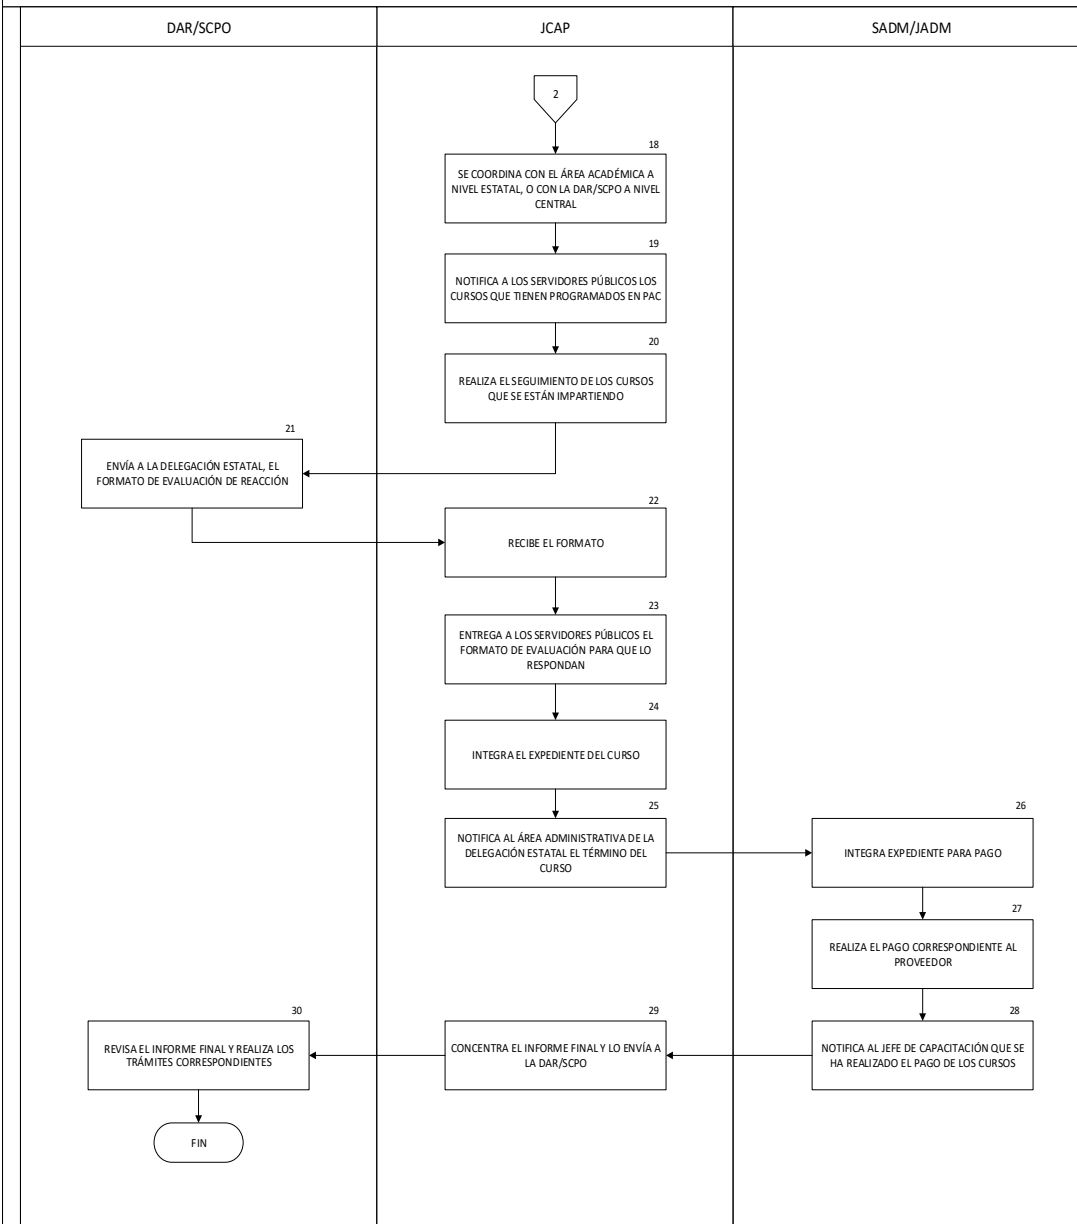 DAR/SCPO
JCAP
SADM/JADM
2
18
SE COORDINA CON EL ÁREA ACADÉMICA A
NIVEL ESTATAL, O CON LA DAR/SCPO A NIVEL
CENTRAL
19
NOTIFICA A LOS SERVIDORES PÚBLICOS LOS
CURSOS QUE TIENEN PROGRAMADOS EN PAC
20
REALIZA EL SEGUIMIENTO DE LOS CURSOS
QUE SE ESTÁN IMPARTIENDO
21
ENVÍA A LA DELEGACIÓN ESTATAL, EL
FORMATO DE EVALUACIÓN DE REACCIÓN
22
RECIBE EL FORMATO
23
ENTREGA A LOS SERVIDORES PÚBLICOS EL
FORMATO DE EVALUACIÓN PARA QUE LO
RESPONDAN
24
INTEGRA EL EXPEDIENTE DEL CURSO
25
NOTIFICA AL ÁREA ADMINISTRATIVA DE LA
DELEGACIÓN ESTATAL EL TÉRMINO DEL
CURSO
26
INTEGRA EXPEDIENTE PARA PAGO
27
REALIZA EL PAGO CORRESPONDIENTE AL
PROVEEDOR
28
NOTIFICA AL JEFE DE CAPACITACIÓN QUE SE
HA REALIZADO EL PAGO DE LOS CURSOS
29
CONCENTRA EL INFORME FINAL Y LO ENVÍA A
LA DAR/SCPO
30
REVISA EL INFORME FINAL Y REALIZA LOS
TRÁMITES CORRESPONDIENTES
FIN